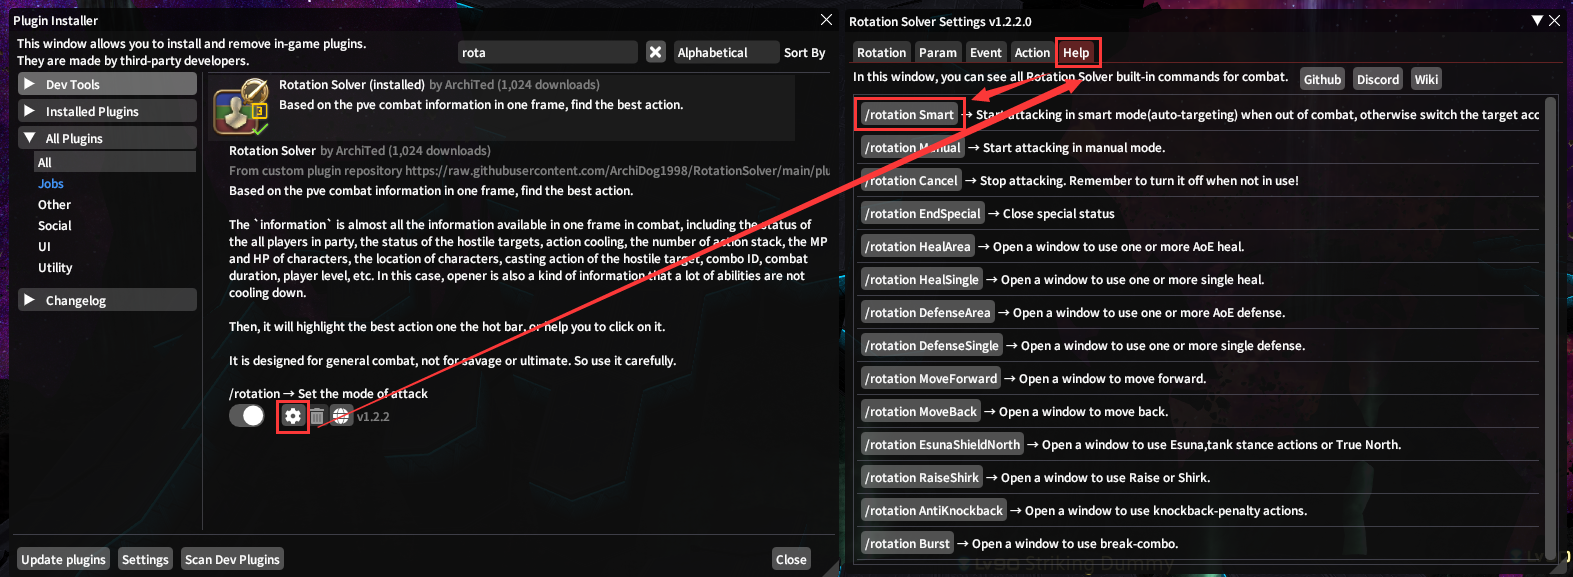 Plugin Installer
This window allows you to install and remove in-game plugins.
They are made by third-party developers.
rota
Alphabetical
Sort By
Dev Tools
Installed Plugins
All Plugins
All
Jobs
Other
Social
UI
Utility
Changelog
Rotation Solver (installed) by ArchiTed (1,024 downloads)
Based on the pve combat information in one frame, find the best action.
Rotation Solver by ArchiTed (1,024 downloads)
From custom plugin repository https://raw.githubusercontent.com/ArchiDog1998/RotationSolver/main/plu
Based on the pve combat information in one frame, find the best action.
The `information` is almost all the information available in one frame in combat, including the status of
the all players in party, the status of the hostile targets, action cooling, the number of action stack, the MP
and HP of characters, the location of characters, casting action of the hostile target, combo ID, combat
duration, player level, etc. In this case, opener is also a kind of information that a lot of abilities are not
cooling down.
Then, it will highlight the best action one the hot bar, or help you to click on it.
It is designed for general combat, not for savage or ultimate. So use it carefully.
/rotation → Set the mode of attack
v1.2.2
Update plugins
Settings
Scan Dev Plugins
Close
Rotation Solver Settings v1.2.2.0
Rotation
Param
Event
Action
Help
In this window, you can see all Rotation Solver built-in commands for combat.
Github
Discord
Wiki
/rotation Smart → Start attacking in smart mode(auto-targeting) when out of combat, otherwise switch the target acc
/rotation Manual → Start attacking in manual mode.
/rotation Cancel → Stop attacking. Remember to turn it off when not in use!
/rotation EndSpecial → Close special status
/rotation HealArea → Open a window to use one or more AoE heal.
/rotation HealSingle → Open a window to use one or more single heal.
/rotation DefenseArea → Open a window to use one or more AoE defense.
/rotation DefenseSingle → Open a window to use one or more single defense.
/rotation MoveForward → Open a window to move forward.
/rotation MoveBack → Open a window to move back.
/rotation EsunaShieldNorth → Open a window to use Esuna,tank stance actions or True North.
/rotation RaiseShirk → Open a window to use Raise or Shirk.
/rotation AntiKnockback → Open a window to use knockback-penalty actions.
/rotation Burst → Open a window to use break-combo.
Lv90 Striking Dummy